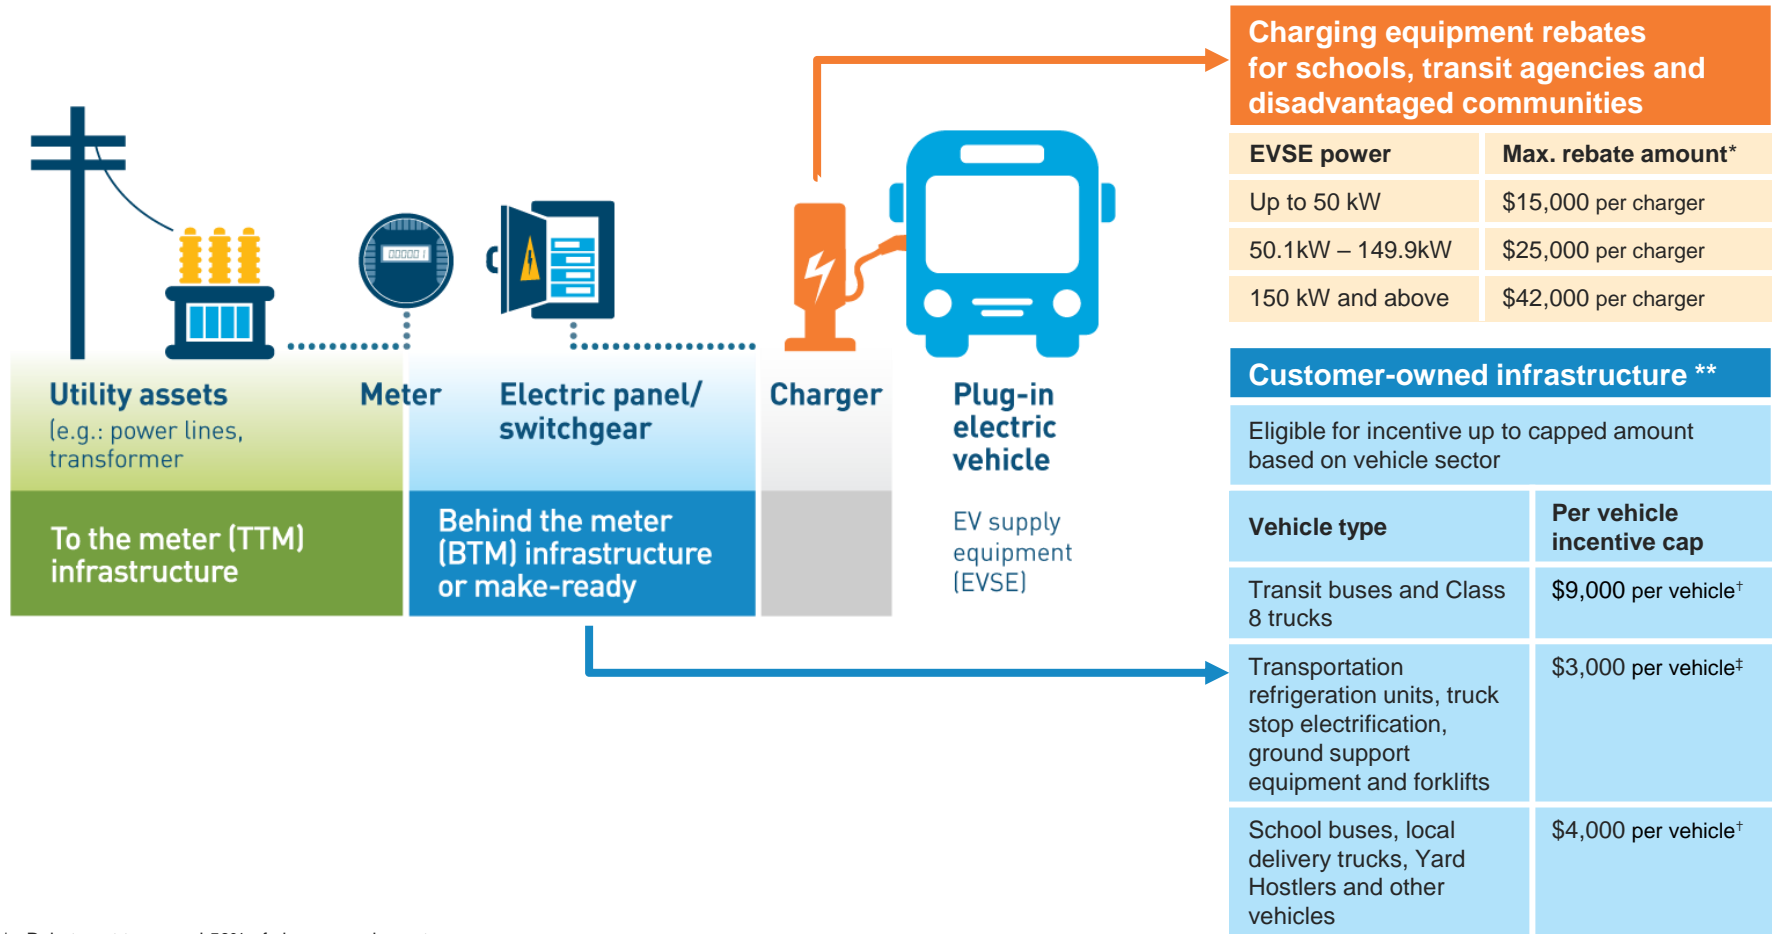 Charging equipment rebates
for schools, transit agencies and
disadvantaged communities
EVSE power Max. rebate amount*
Up to 50 kW $15,000 per charger
50.1kW – 149.9kW $25,000 per charger
150 kW and above $42,000 per charger
000001
Utility assets
(e.g.: power lines,
transformer
Meter
Electric panel/
switchgear
Charger
Plug-in
electric
vehicle
EV supply
equipment
(EVSE)
To the meter (TTM)
infrastructure
Behind the meter
(BTM) infrastructure
or make-ready
Customer-owned infrastructure **
Eligible for incentive up to capped amount
based on vehicle sector
Vehicle type
Per vehicle
incentive cap
Transit buses and Class
8 trucks
$9,000 per vehicle†
Transportation
refrigeration units, truck
stop electrification,
ground support
equipment and forklifts
$3,000 per vehicle‡
School buses, local
delivery trucks, Yard
Hostlers and other
vehicles
$4,000 per vehicle†